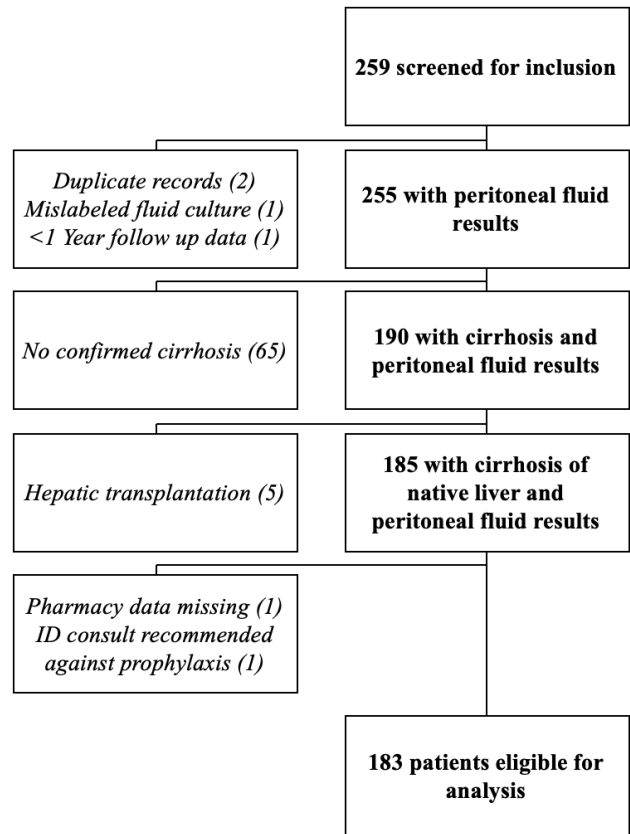 259 screened for inclusion
Duplicate records (2)
Mislabeled fluid culture (1)
<1 Year follow up data (1)
255 with peritoneal fluid
results
No confirmed cirrhosis (65)
190 with cirrhosis and
peritoneal fluid results
Hepatic transplantation (5)
185 with cirrhosis of
native liver and
peritoneal fluid results
Pharmacy data missing (1)
ID consult recommended
against prophylaxis (1)
183 patients eligible for
analysis